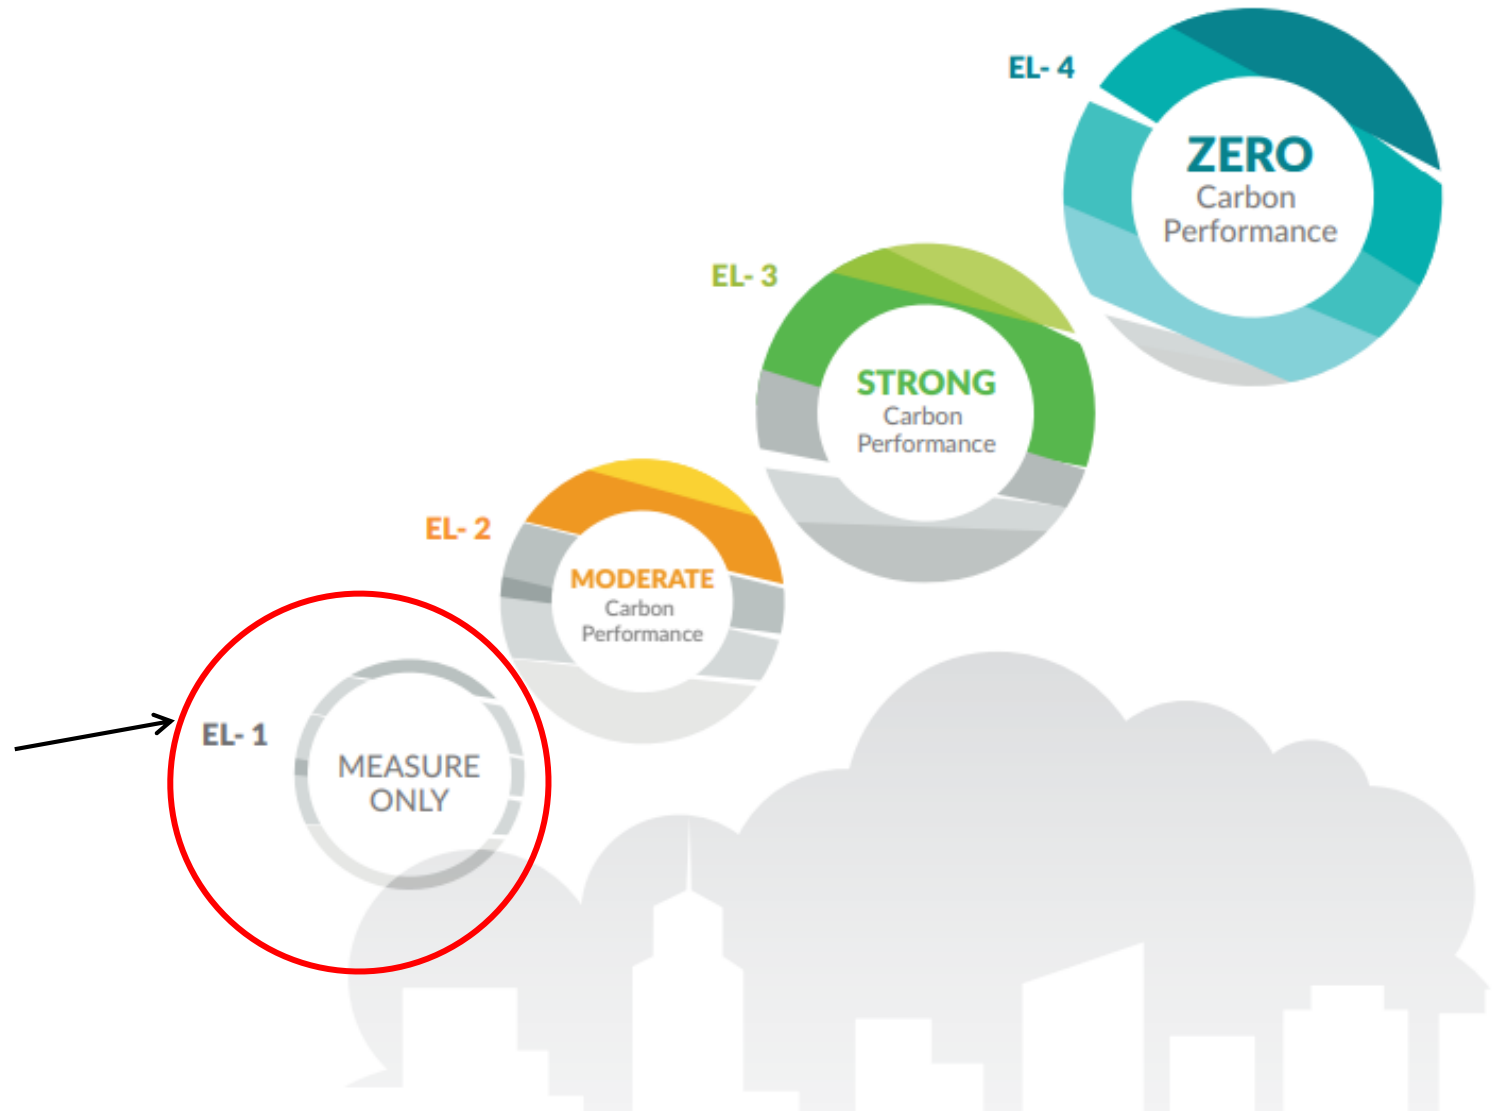 EL- 4
ZERO
Carbon
Performance
EL- 3
STRONG
Carbon
Performance
EL- 2
MODERATE
Carbon
Performance
EL- 1
MEASURE
ONLY